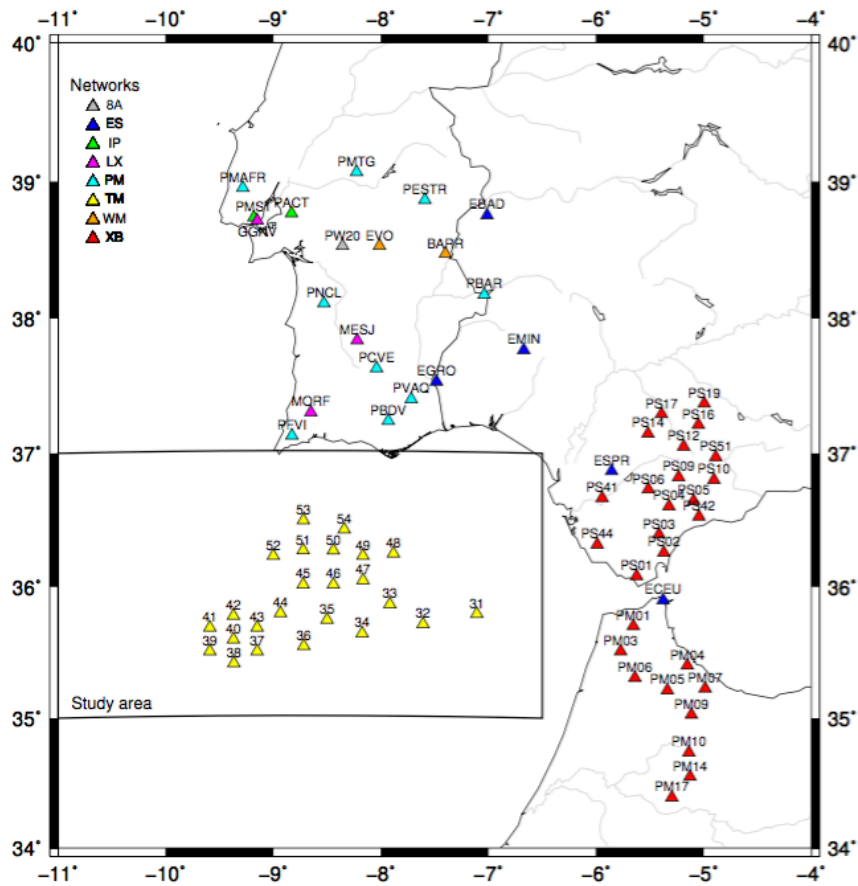 −11° −10° −9° −8° −7° −6° −5° −4°
40° 40°
Networks
8A
ES
IP
LX
PM
TM
WM
XB
PMTG
PMAFR
39° 39°
PESTR
PACT
EBAD
PMST
GGNV
PW20 EVO
BARR
PBAR
PNCL
38° 38°
MESJ
EMIN
PCVE
EGRO
PVAQ
PS19
PS17
MORF
PBDV
PS16
PS14
PFVI
PS12
37° 37°
PS51
ESPR
PS09
PS10
PS06
PS41
PS05
PS04
PS42
53
54
PS03
PS44
52 51 50 49 48
PS02
PS01
47
45 46
36° 36°
ECEU
33
42 44
31
41 43
35
32
PM01
40
34
39 37 36
PM03
38
PM04
PM06
PM05 PM07
Study area
PM09
35° 35°
PM10
PM14
PM17
34° 34°
−11° −10° −9° −8° −7° −6° −5° −4°